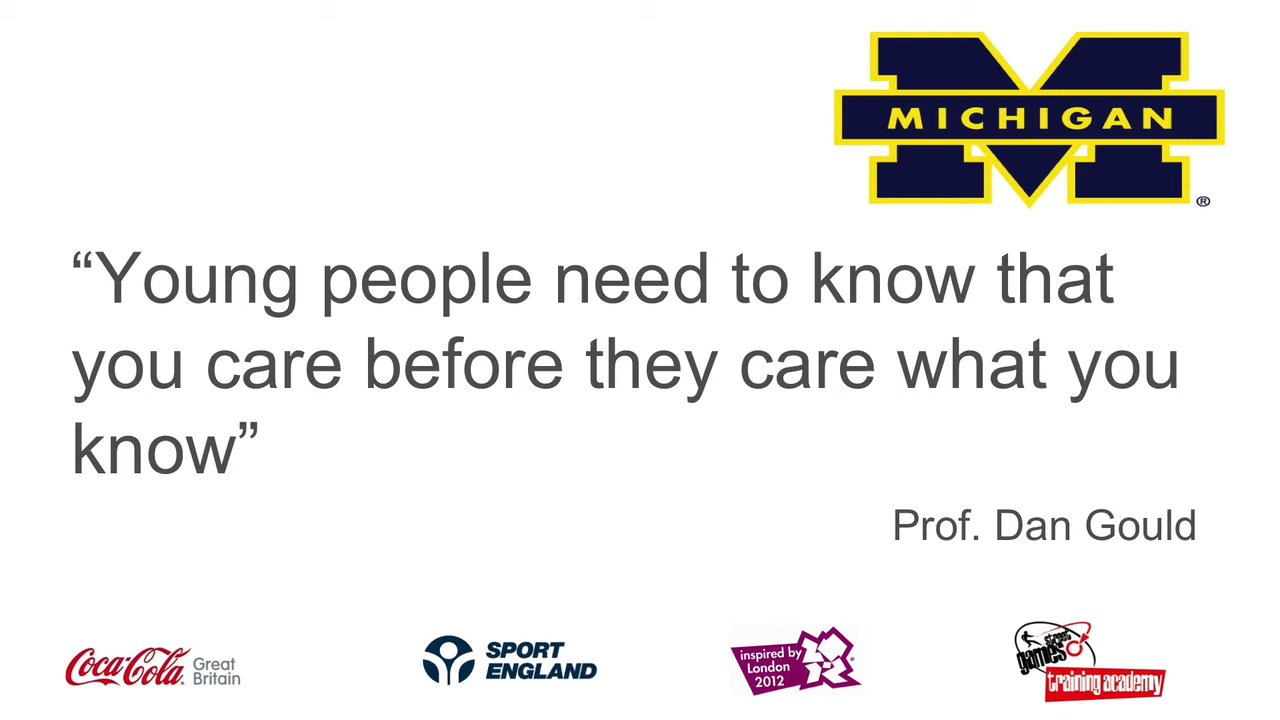 MICHIGAN
®
“Young people need to know that
you care before they care what you
know”
Prof. Dan Gould
Coca-Cola Great
Britain
SPORT
ENGLAND
inspired by
London
2012
street
games
training academy